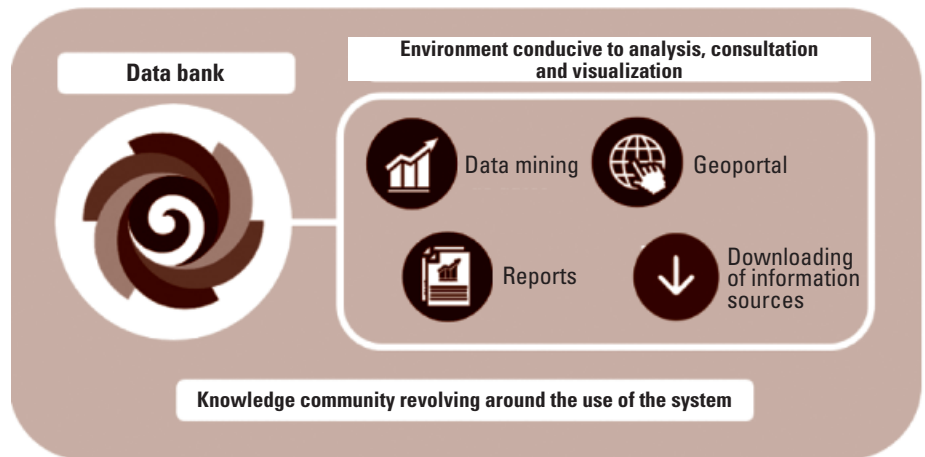 Data bank
Environment conducive to analysis, consultation
and visualization
Data mining
Geoportal
Reports
Downloading
of information
sources
Knowledge community revolving around the use of the system